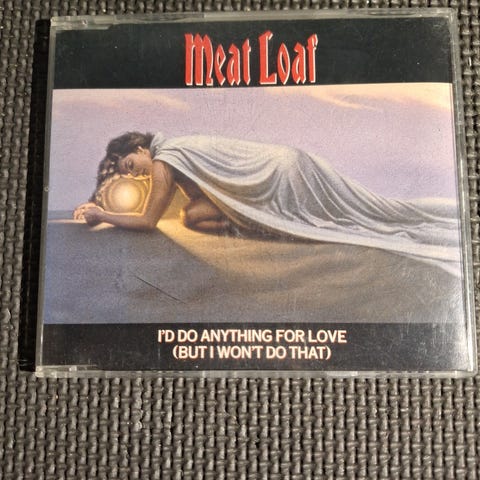 Meat Loaf
I'D DO ANYTHING FOR LOVE
(BUT I WON'T DO THAT)